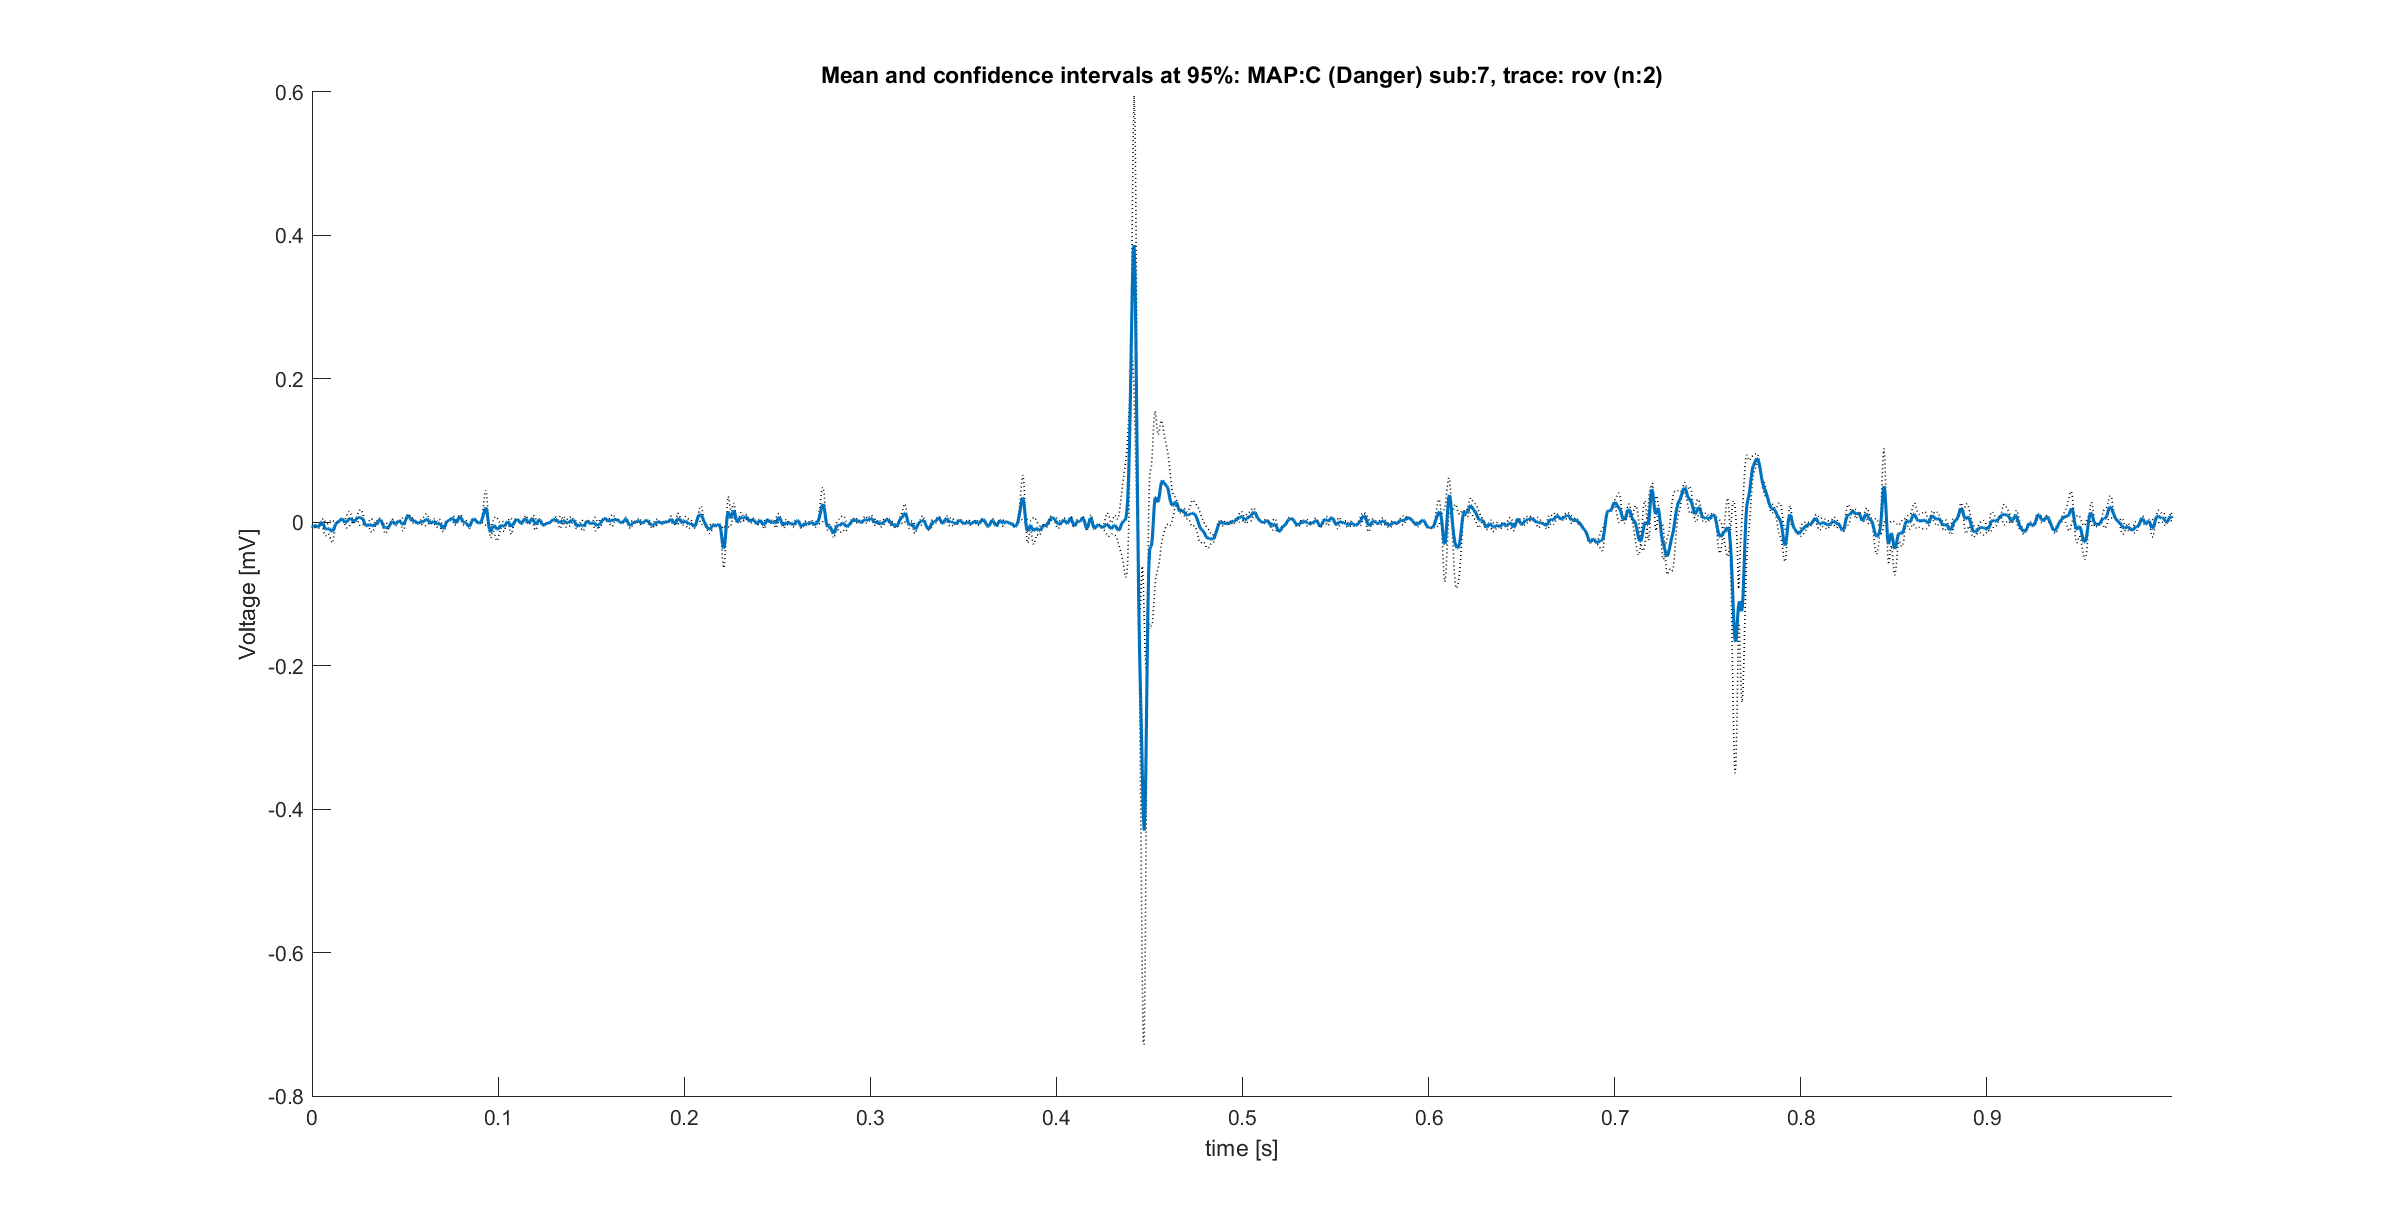 Mean and confidence intervals at 95%: MAP:C (Danger) sub:7, trace: rov (n:2)
0.6
0.4
0.2
0
-0.2
-0.4
-0.6
-0.8
Voltage [mV]
0 0.1 0.2 0.3 0.4 0.5 0.6 0.7 0.8 0.9
time [s]